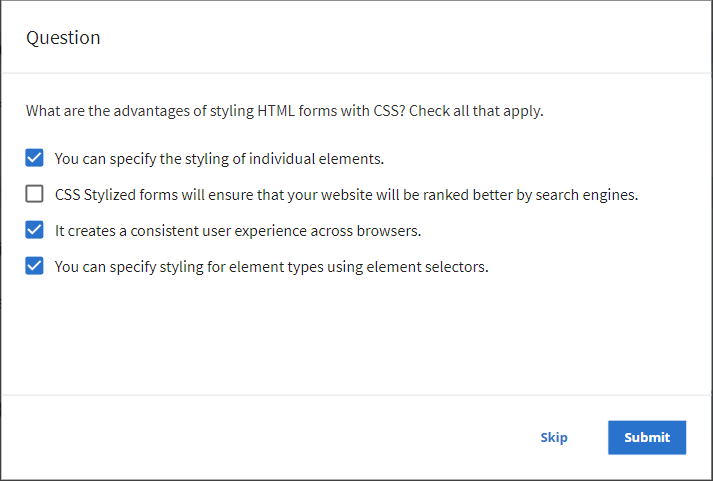 Question
What are the advantages of styling HTML forms with CSS? Check all that apply.
You can specify the styling of individual elements.
CSS Stylized forms will ensure that your website will be ranked better by search engines.
It creates a consistent user experience across browsers.
You can specify styling for element types using element selectors.
Skip
Submit